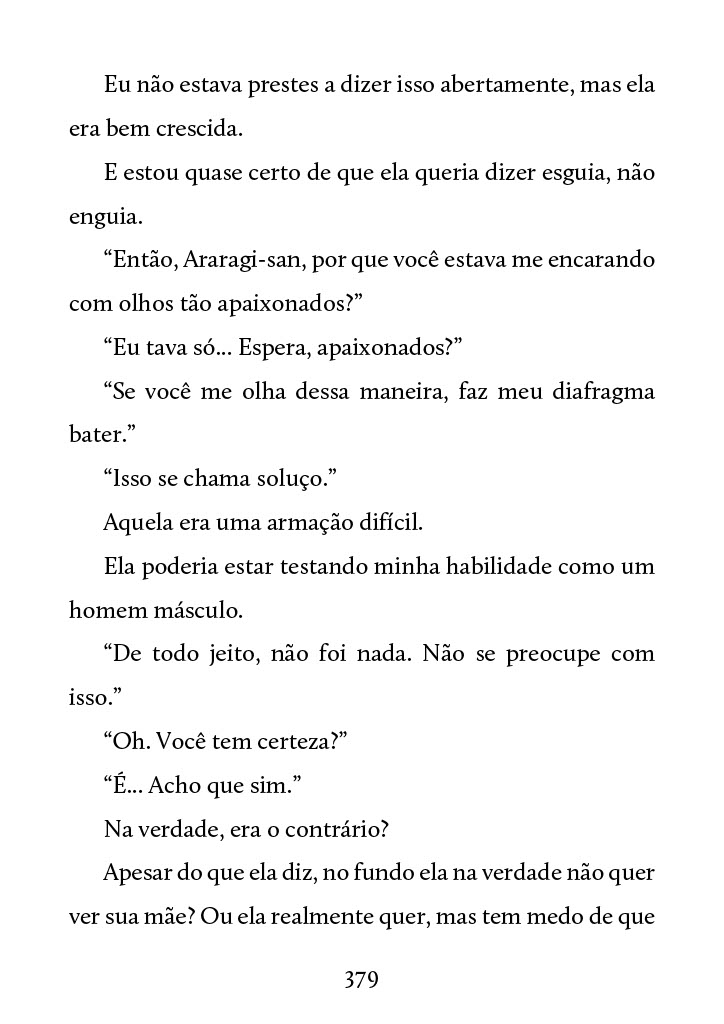 Eu não estava prestes a dizer isso abertamente, mas ela
era bem crescida.
E estou quase certo de que ela queria dizer esguia, não
enguia.
“Então, Araragi-san, por que você estava me encarando
com olhos tão apaixonados?”
“Eu tava só... Espera, apaixonados?”
“Se você me olha dessa maneira, faz meu diafragma
bater.”
“Isso se chama soluço.”
Aquela era uma armação difícil.
Ela poderia estar testando minha habilidade como um
homem másculo.
“De todo jeito, não foi nada. Não se preocupe com
isso.”
“Oh. Você tem certeza?”
“É... Acho que sim.”
Na verdade, era o contrário?
Apesar do que ela diz, no fundo ela na verdade não quer
ver sua mãe? Ou ela realmente quer, mas tem medo de que
379